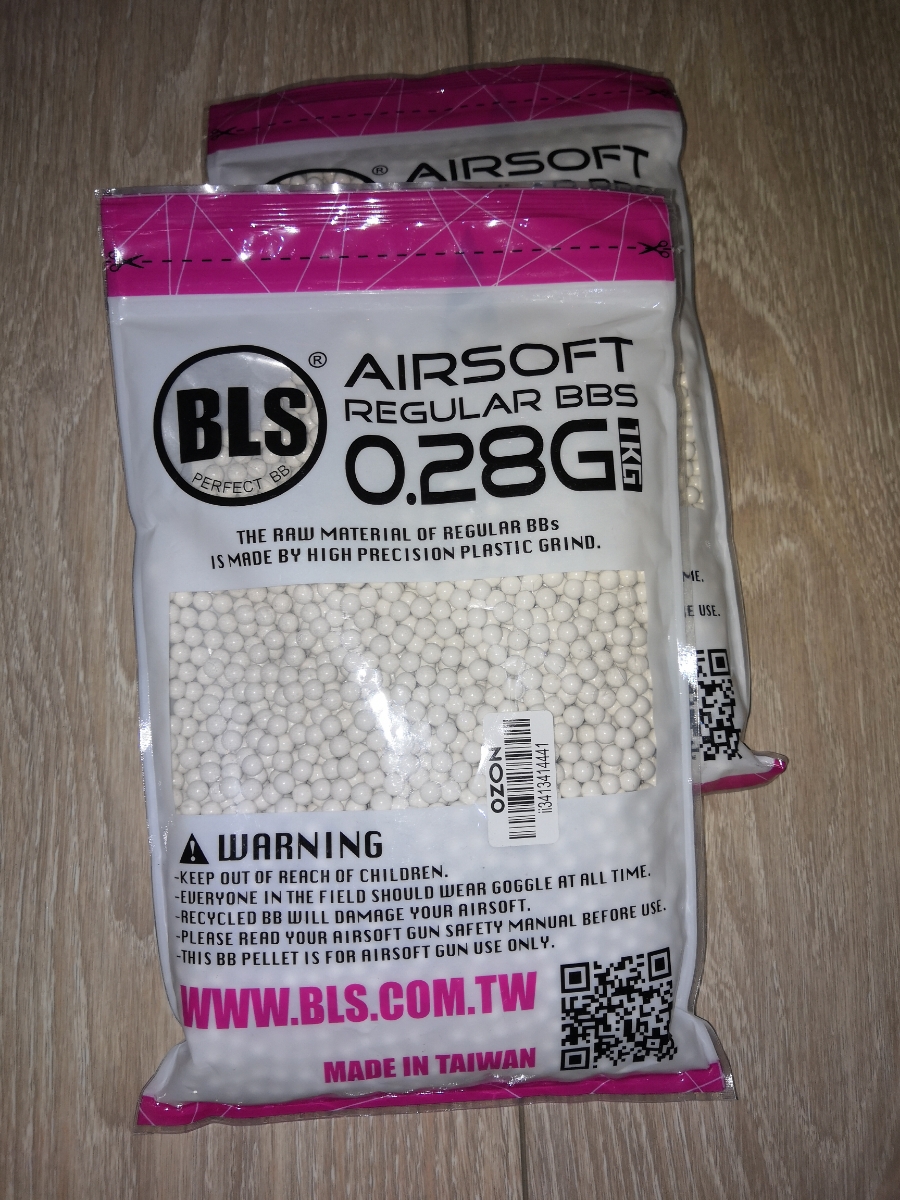 AIRSOFT
®
BLS
®
PERFECT BB
AIRSOFT
REGULAR BBS
0.28G
1KG
THE RAW MATERIAL OF REGULAR BBs
IS MADE BY HIGH PRECISION PLASTIC GRIND.
OZON
ii3413414441
WARNING
-KEEP OUT OF REACH OF CHILDREN.
-EVERYONE IN THE FIELD SHOULD WEAR GOGGLE AT ALL TIME.
-RECYCLED BB WILL DAMAGE YOUR AIRSOFT.
-PLEASE READ YOUR AIRSOFT GUN SAFETY MANUAL BEFORE USE.
-THIS BB PELLET IS FOR AIRSOFT GUN USE ONLY.
WWW.BLS.COM.TW
MADE IN TAIWAN
ME.
USE.